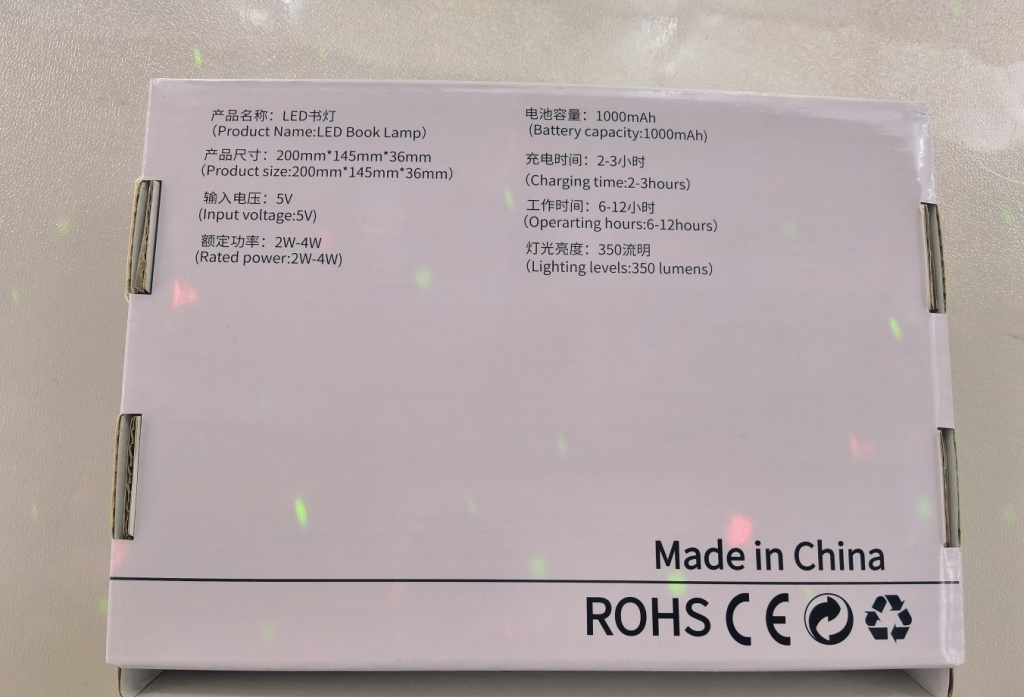 产品名称：LED书灯
（Product Name:LED Book Lamp）
产品尺寸：200mm*145mm*36mm
（Product size:200mm*145mm*36mm）
输入电压：5V
(Input voltage:5V)
额定功率：2W-4W
(Rated power:2W-4W)
电池容量：1000mAh
(Battery capacity:1000mAh)
充电时间：2-3小时
（Charging time:2-3hours）
工作时间：6-12小时
（Operarting hours:6-12hours）
灯光亮度：350流明
（Lighting levels:350 lumens）
Made in China
ROHS CE